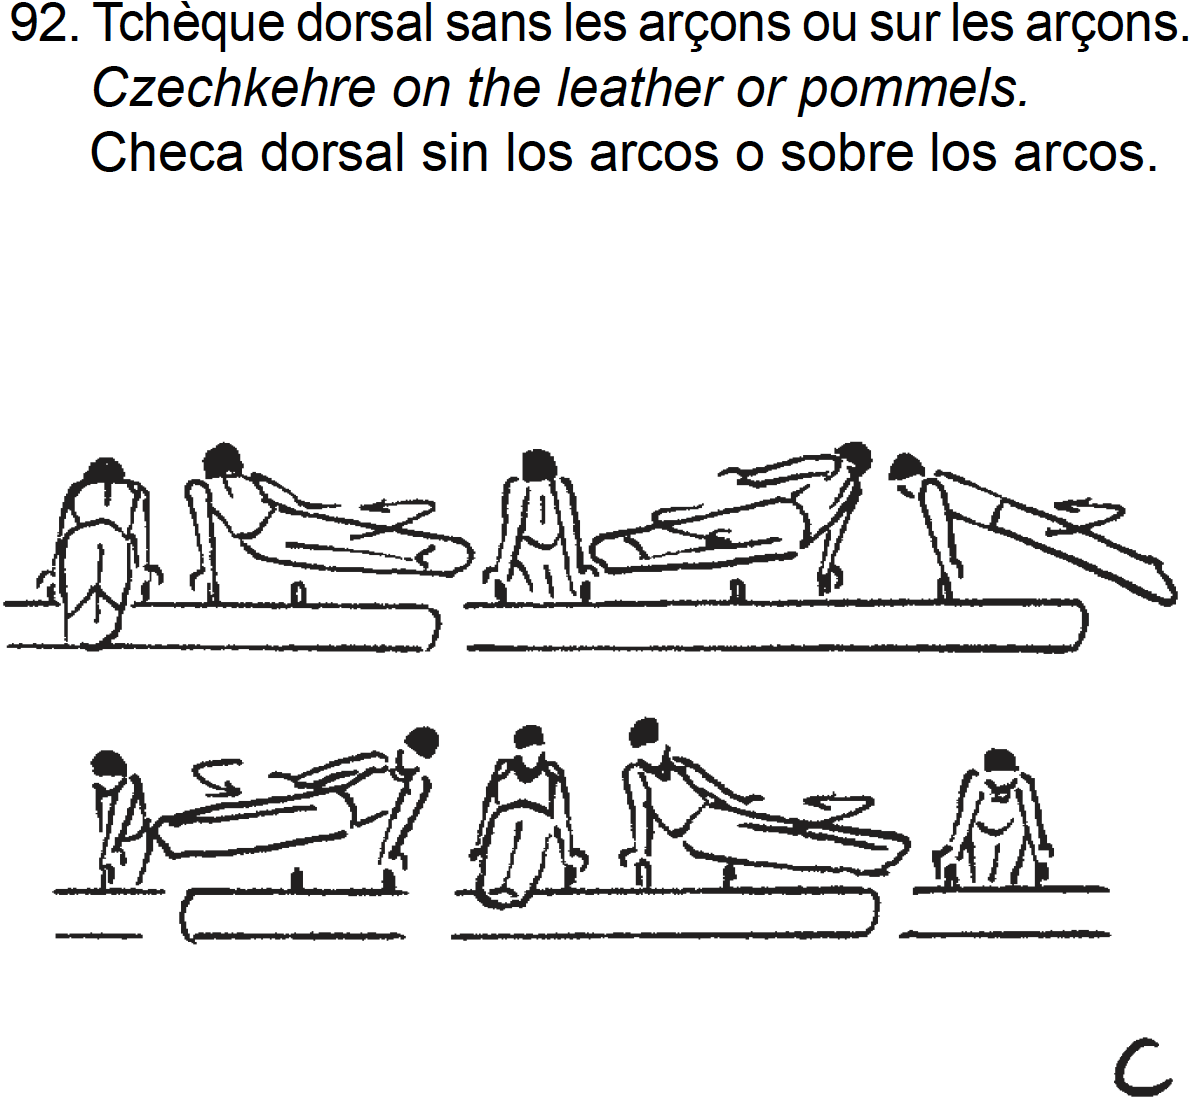 92. Tchèque dorsal sans les arçons ou sur les arçons.
Czechkehre on the leather or pommels.
Checa dorsal sin los arcos o sobre los arcos.
C